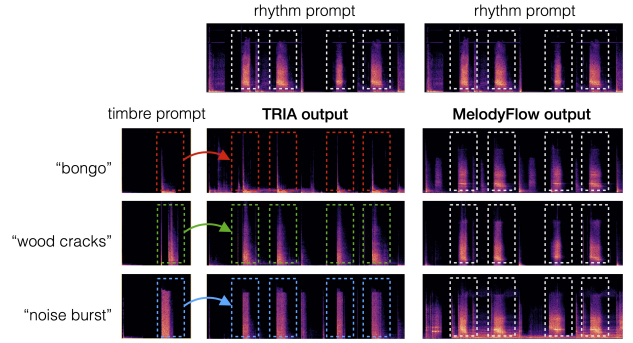 rhythm prompt
rhythm prompt
timbre prompt
TRIA output
MelodyFlow output
“bongo”
“wood cracks”
“noise burst”